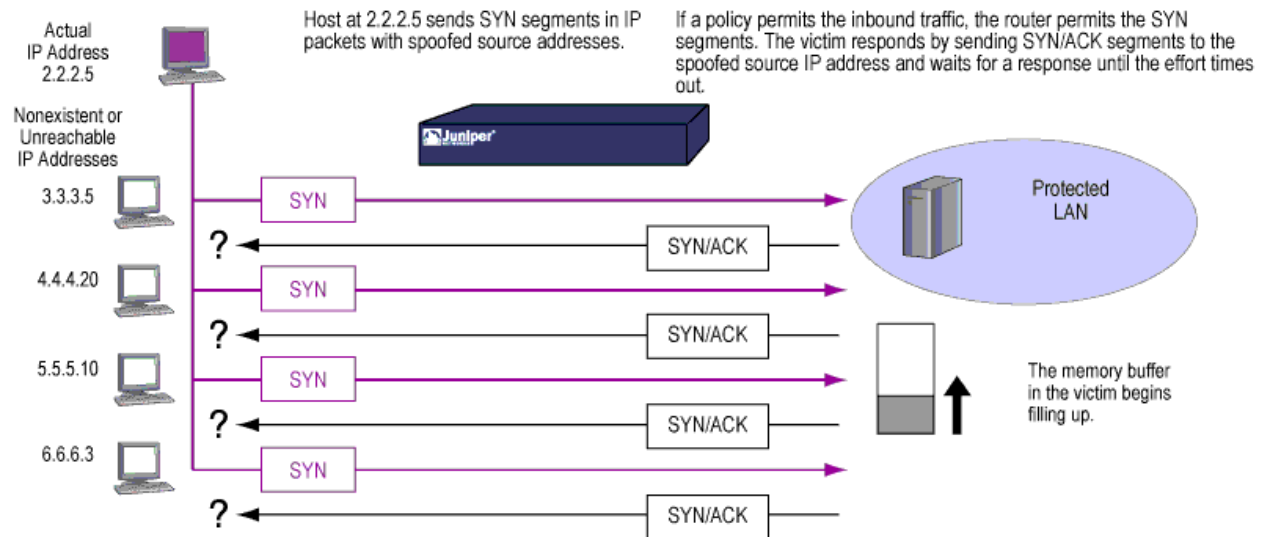 Actual
IP Address
2.2.2.5
Host at 2.2.2.5 sends SYN segments in IP
packets with spoofed source addresses.
If a policy permits the inbound traffic, the router permits the SYN
segments. The victim responds by sending SYN/ACK segments to the
spoofed source IP address and waits for a response until the effort times
out.
Nonexistent or
Unreachable
IP Addresses
Juniper
3.3.3.5
SYN
Protected
LAN
?
SYN/ACK
4.4.4.20
SYN
?
SYN/ACK
5.5.5.10
SYN
The memory buffer
in the victim begins
filling up.
?
SYN/ACK
6.6.6.3
SYN
?
SYN/ACK